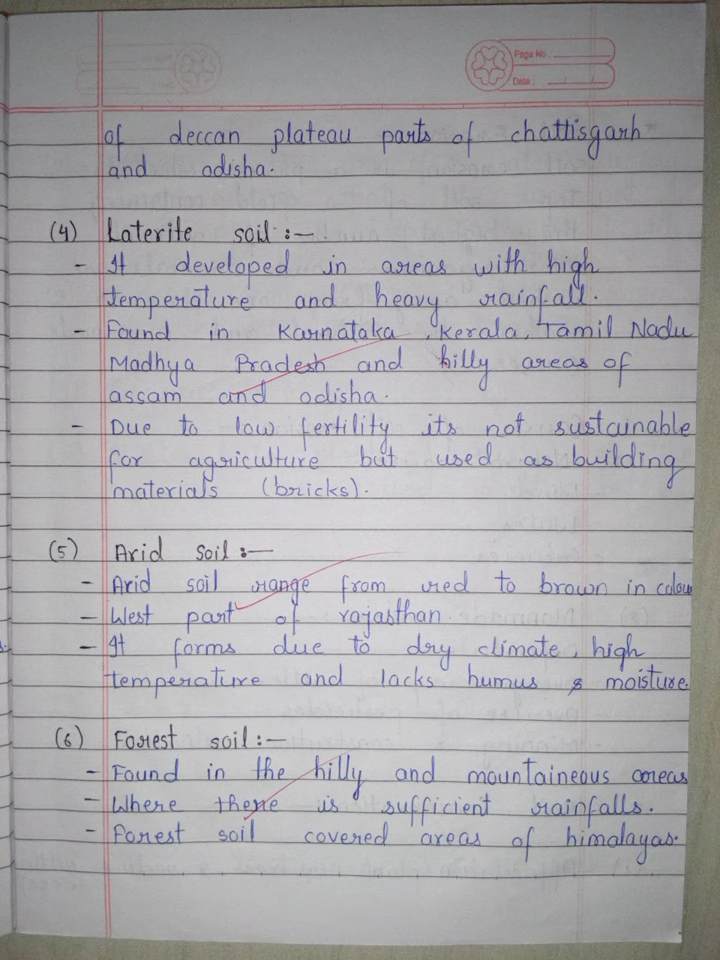 Page No.
Date : / /
of deccan plateau parts of chattisgarh
and odisha.
(4) Laterite soil :-
- It developed in areas with high
temperature and heavy rainfall.
- Found in Karnataka, Kerala, Tamil Nadu
Madhya Pradesh and hilly areas of
assam and odisha.
- Due to low fertility its not sustainable
for agriculture but used as building
materials (bricks).
(5) Arid soil :-
- Arid soil range from red to brown in colour
- West part of rajasthan.
- It forms due to dry climate, high
temperature and lacks humus & moisture.
(6) Forest soil :-
- Found in the hilly and mountaineous areas
- Where there is sufficient rainfalls.
- Forest soil covered areas of himalayas.